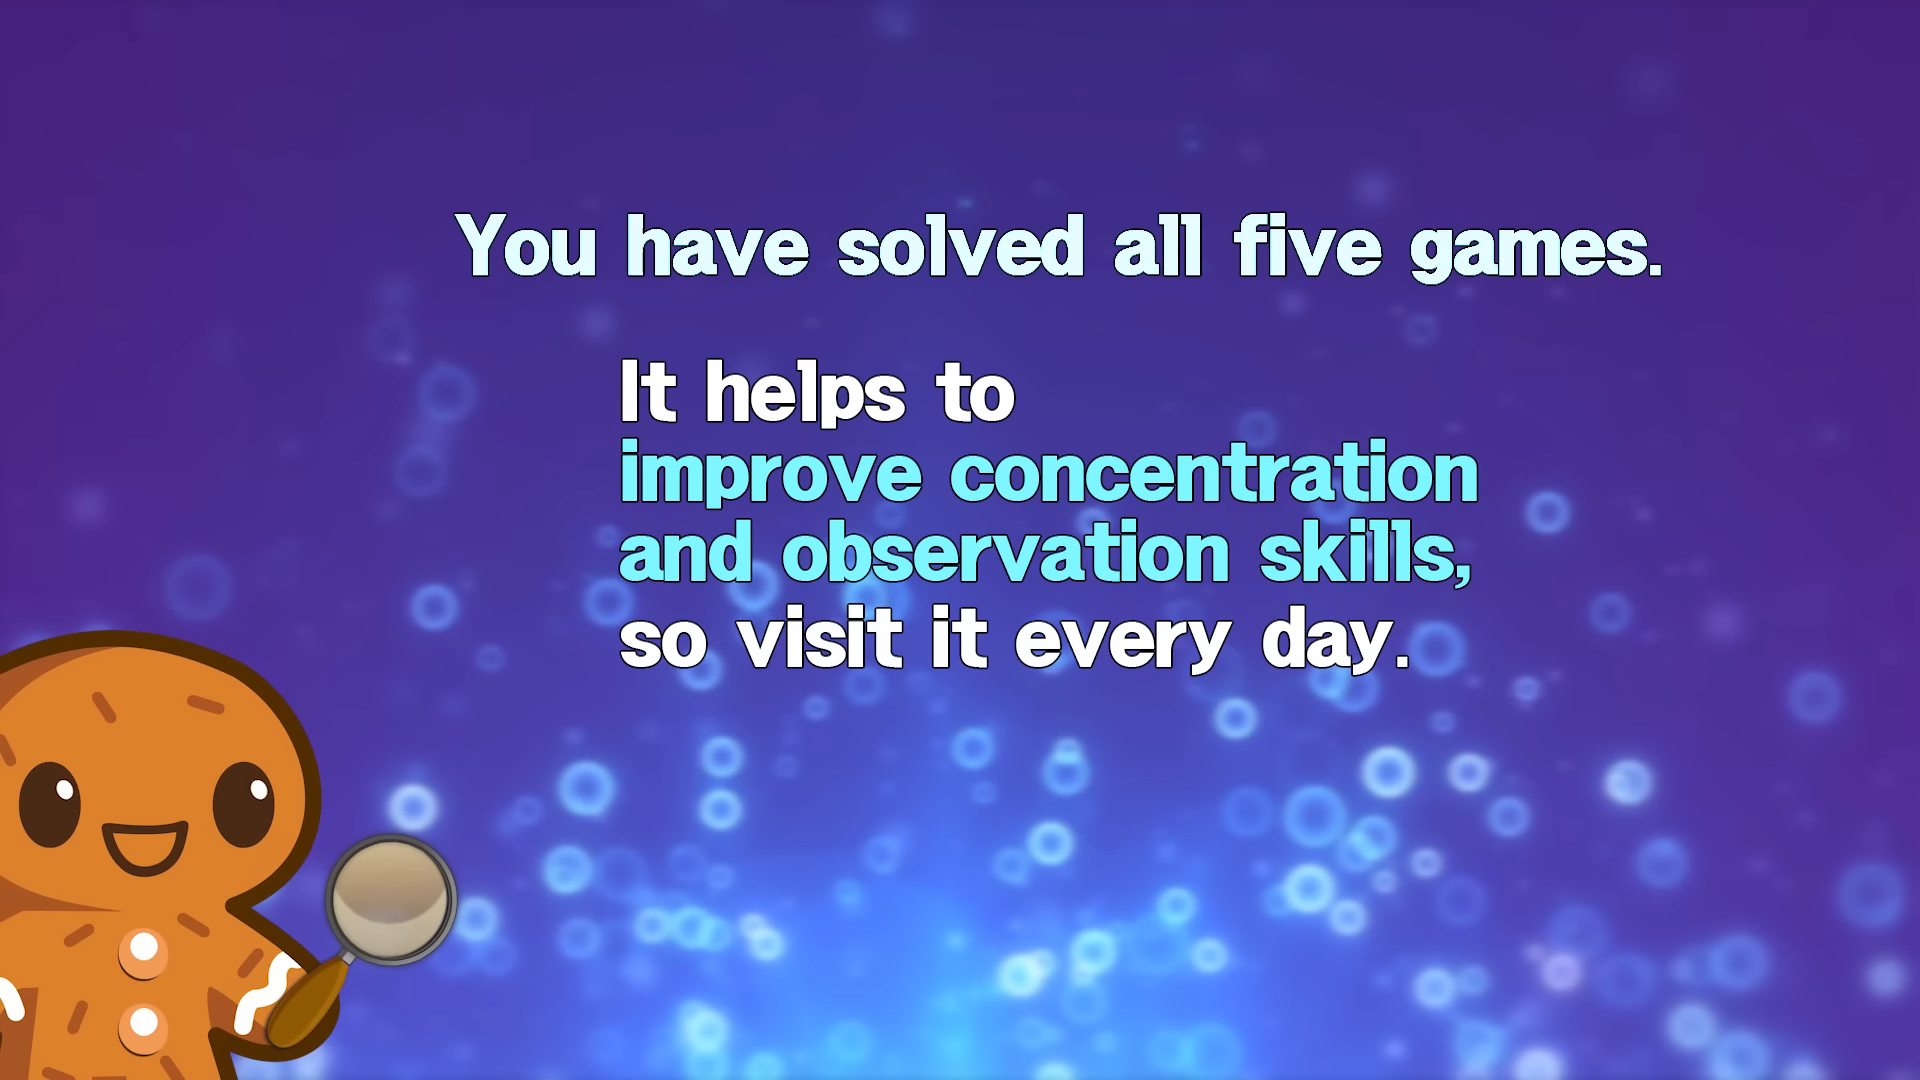 You have solved all five games.
It helps to
improve concentration
and observation skills,
so visit it every day.